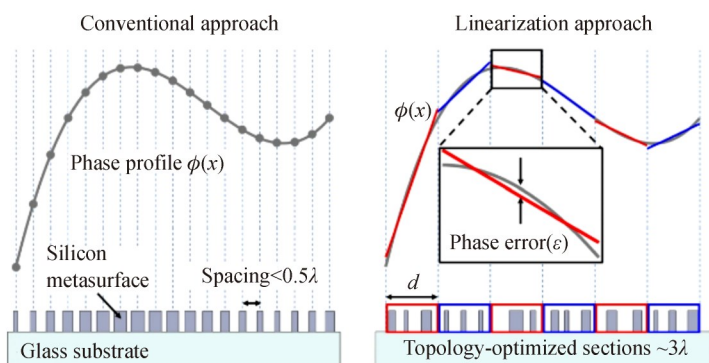 Conventional approach
Phase profile ϕ(x)
Silicon
metasurface
Spacing<0.5λ
Glass substrate
Linearization approach
ϕ(x)
Phase error(ε)
d
Topology-optimized sections ~3λ